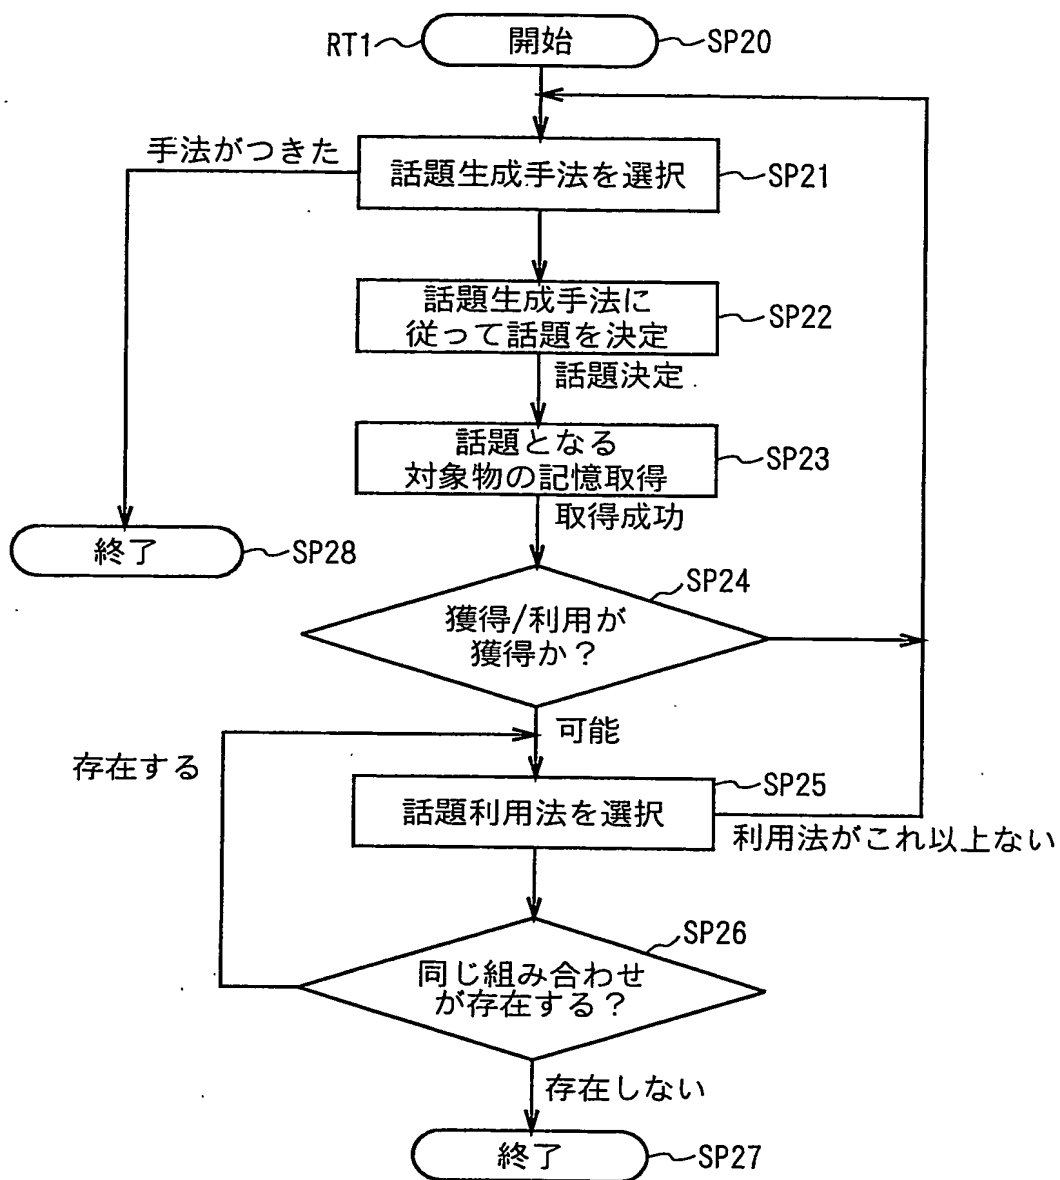 RT1
開始
SP20
手法がつきた
話題生成手法を選択
SP21
話題生成手法に
従って話題を決定
SP22
話題決定
話題となる
対象物の記憶取得
SP23
取得成功
終了
SP28
SP24
獲得/利用が
獲得か？
可能
存在する
SP25
話題利用法を選択
利用法がこれ以上ない
SP26
同じ組み合わせ
が存在する？
存在しない
終了
SP27